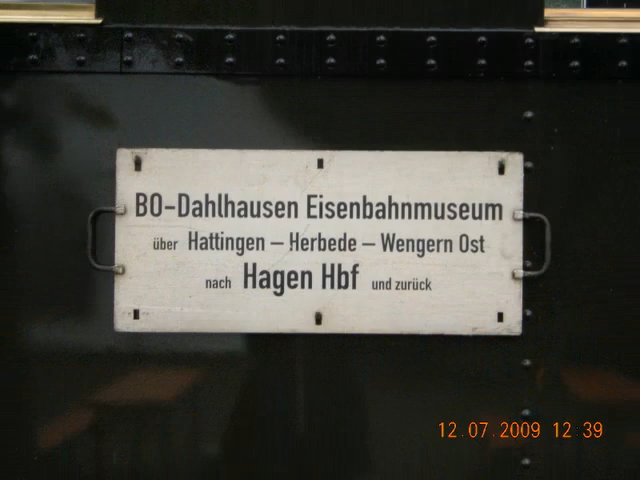 BO-Dahlhausen Eisenbahnmuseum
über Hattingen – Herbede – Wengern Ost
nach Hagen Hbf und zurück
12.07.2009 12:39